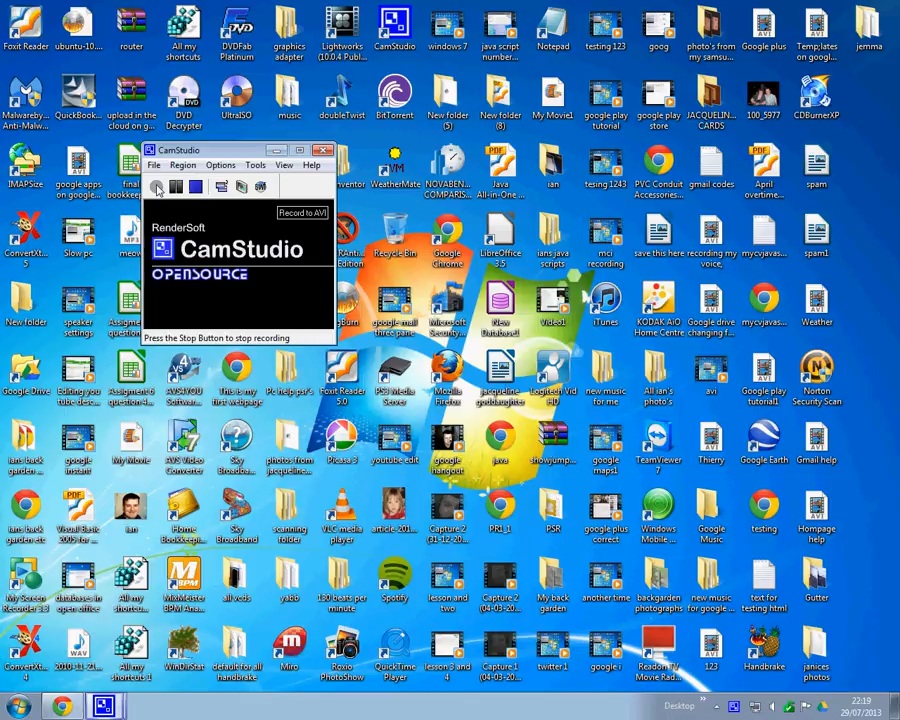 Foxit Reader
ubuntu-10....
router
All my shortcuts
DVDFab Platinum
graphics adapter
Lightworks (10.0.4 Publ...
CamStudio
windows 7
java script number...
Notepad
testing 123
goog
photo's from my samsu...
Google plus
Temp;lates on googl...
jemma
Malwareby... Anti-Malw...
QuickBook...
upload in the cloud on g...
DVD Decrypter
UltraISO
music
doubleTwist
BitTorrent
New folder (5)
New folder (8)
My Movie1
google play tutorial
google play store
JACQUELIN... CARDS
100_5977
CDBurnerXP
CamStudio
File Region Options Tools View Help
Record to AVI
RenderSoft
CamStudio
OPENSOURCE
Press the Stop Button to stop recording
IMAPSize
google apps on google...
final bookkee...
WeatherMate
NOVABEN... COMPARIS...
Java All-in-One ...
ian
tesing 1243
PVC Conduit Accessories...
gmail codes
April overtime...
spam
ConvertXt... 5
Slow pc
Recycle Bin
Google Chrome
LibreOffice 3.5
ians java scripts
mci recording
save this here
recording my voice,
mycvjavas...
spam1
New folder
speaker settings
google mail three pane
Microsoft Security...
New Database1
Video1
iTunes
KODAK AiO Home Centre
Google drive changing f...
mycvjavas...
Weather
Google Drive
Editing you tube desc...
Assignment 6 question 4...
AVS4YOU Softwar...
This is my first webpage
Pc help psr's
Foxit Reader 5.0
PS3 Media Server
Mozilla Firefox
jacqueline goddaughter
Logitech Vid HD
new music for me
All ian's photo's
avi
Google play tutorial1
Norton Security Scan
ians back garden ...
google install
My Movie
AVS Video Converter
Sky Broadba...
photos from jacqueline...
Picasa 3
youtube edit
google hangout
java
showjump...
google maps1
TeamViewer 7
Thierry
Google Earth
Gmail help
ians back garden etc
Visual Basic 2005 for ...
ian
Home Bookkeepi...
Sky Broadband
scanning folder
VLC media player
article-201...
Capture 2 (31-12-20...
PR1_1
PSR
google plus correct
Windows Mobile ...
Google Music
testing
Hompage help
My Screen Recorder 3.1
databases in open office
All my shortcu...
MixMeister BPM Ana...
all vcds
yabb
130 beats per minute
Spotify
lesson and two
Capture 2 (04-03-20...
My back garden
another time
backgarden photographs
new music for google ...
text for testing html
Gutter
ConvertXt... 4
2010-11-21...
All my shortcuts 1
WinDirStat
default for all handbrake
Miro
Roxio PhotoShow
QuickTime Player
lesson 3 and 4
Capture 1 (04-03-20...
twitter 1
google i
Readon TV Movie Rad...
123
Handbrake
janices photos
Desktop
22:19
29/07/2013